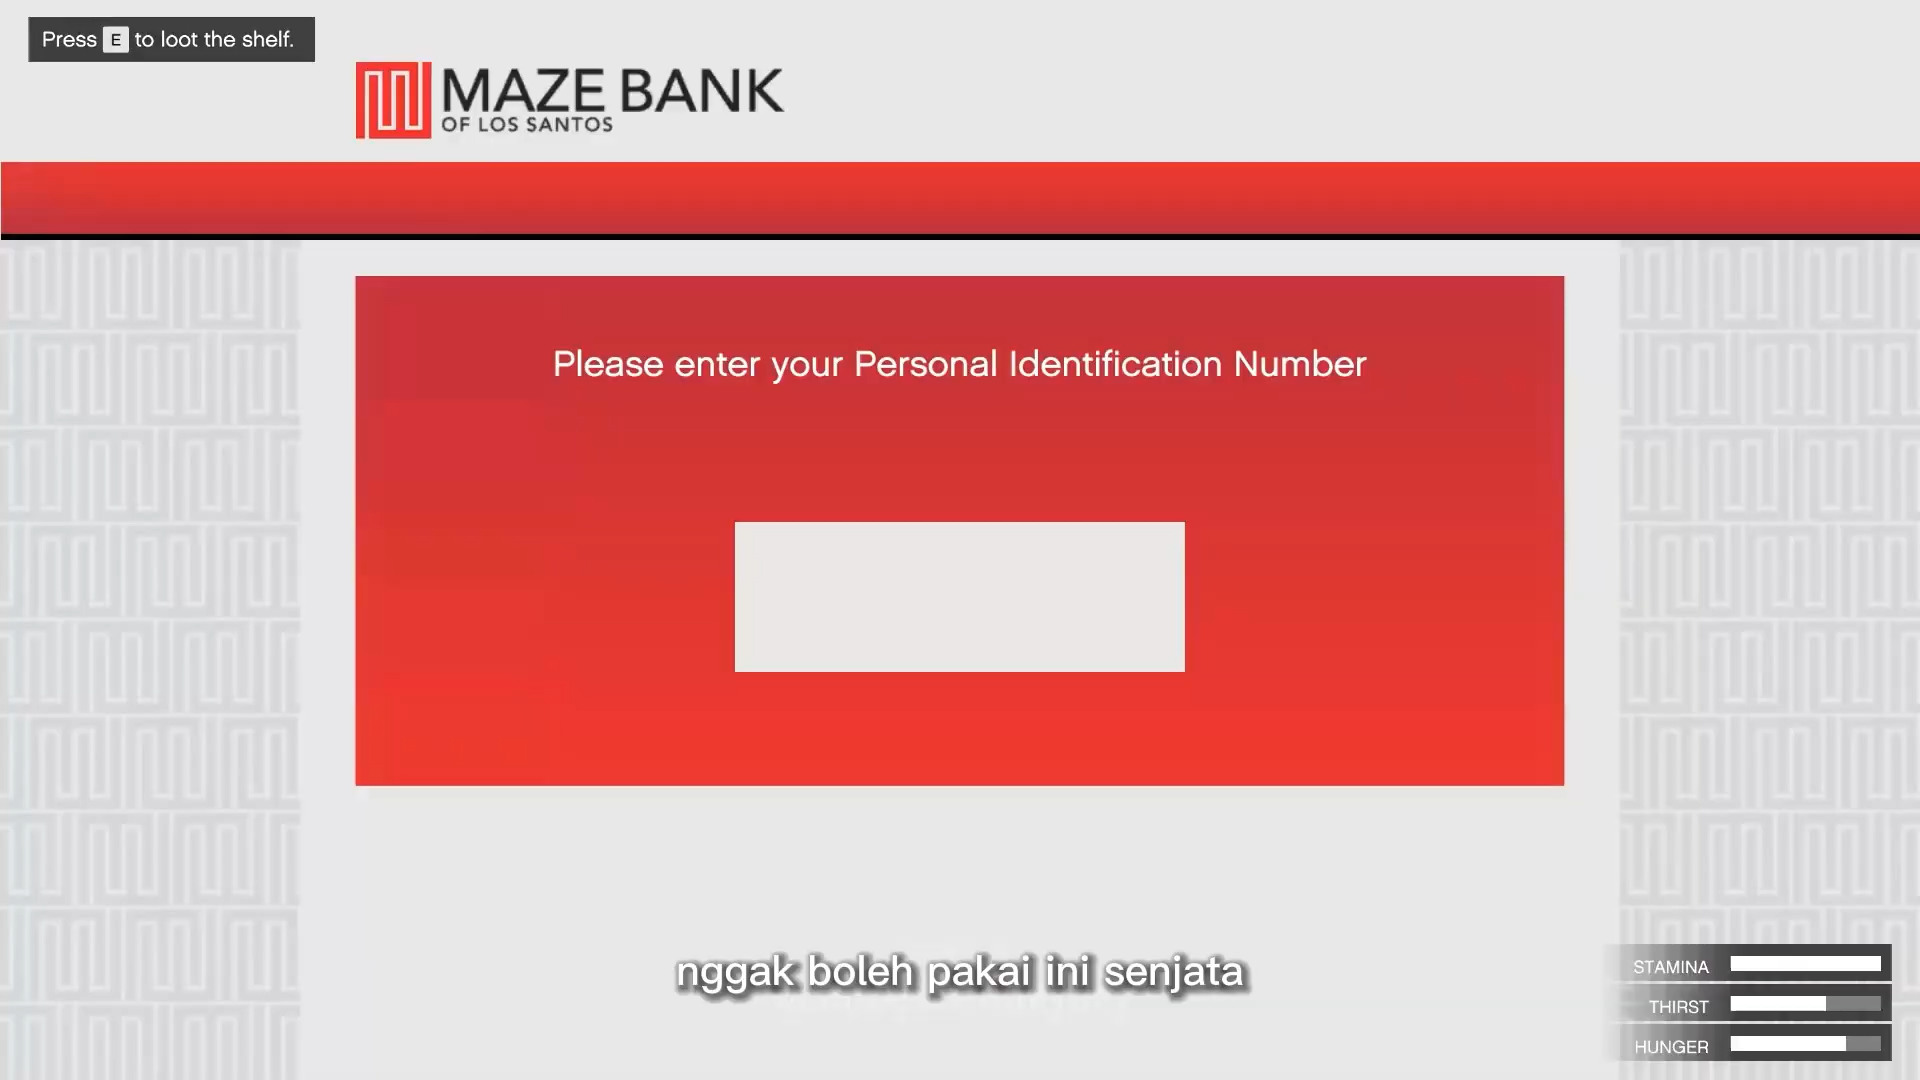 Press E to loot the shelf.
MAZE BANK
OF LOS SANTOS
Please enter your Personal Identification Number
nggak boleh pakai ini senjata
STAMINA
THIRST
HUNGER